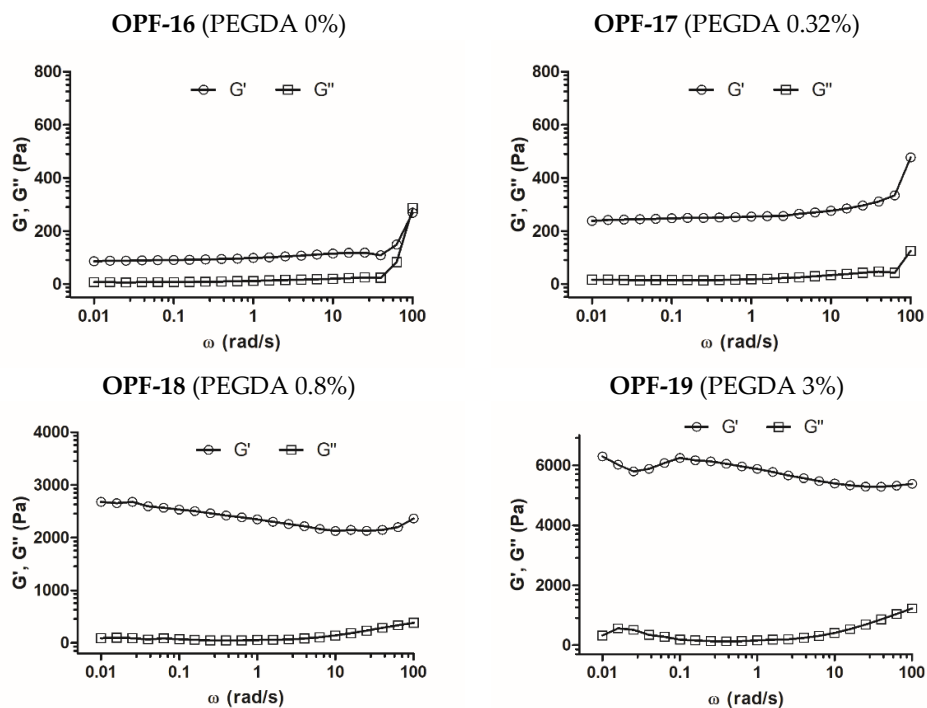 OPF-16 (PEGDA 0%)
G' G"
800
600
400
200
0
G', G" (Pa)
0.01 0.1 1 10 100
ω (rad/s)
OPF-17 (PEGDA 0.32%)
G' G"
800
600
400
200
0
G', G" (Pa)
0.01 0.1 1 10 100
ω (rad/s)
OPF-18 (PEGDA 0.8%)
G' G"
4000
3000
2000
1000
0
G', G" (Pa)
0.01 0.1 1 10 100
ω (rad/s)
OPF-19 (PEGDA 3%)
G' G"
6000
4000
2000
0
G', G" (Pa)
0.01 0.1 1 10 100
ω (rad/s)